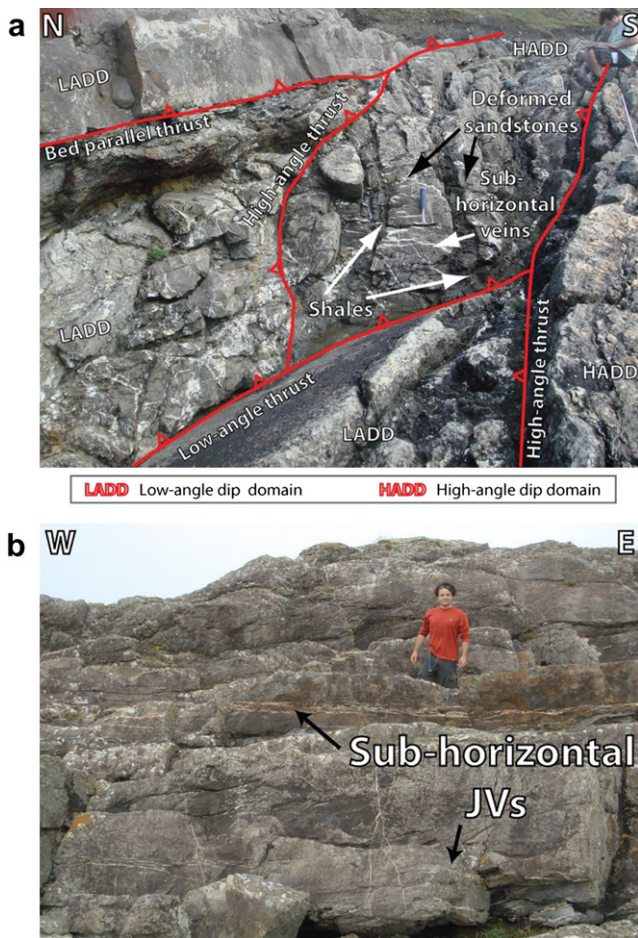 a
N
S
LADD
HADD
Bed parallel thrust
High-angle thrust
Deformed
sandstones
Sub-
horizontal
veins
Shales
LADD
Low-angle thrust
LADD
High-angle thrust
HADD
LADD Low-angle dip domain
HADD High-angle dip domain
b
W
E
Sub-horizontal
JVs